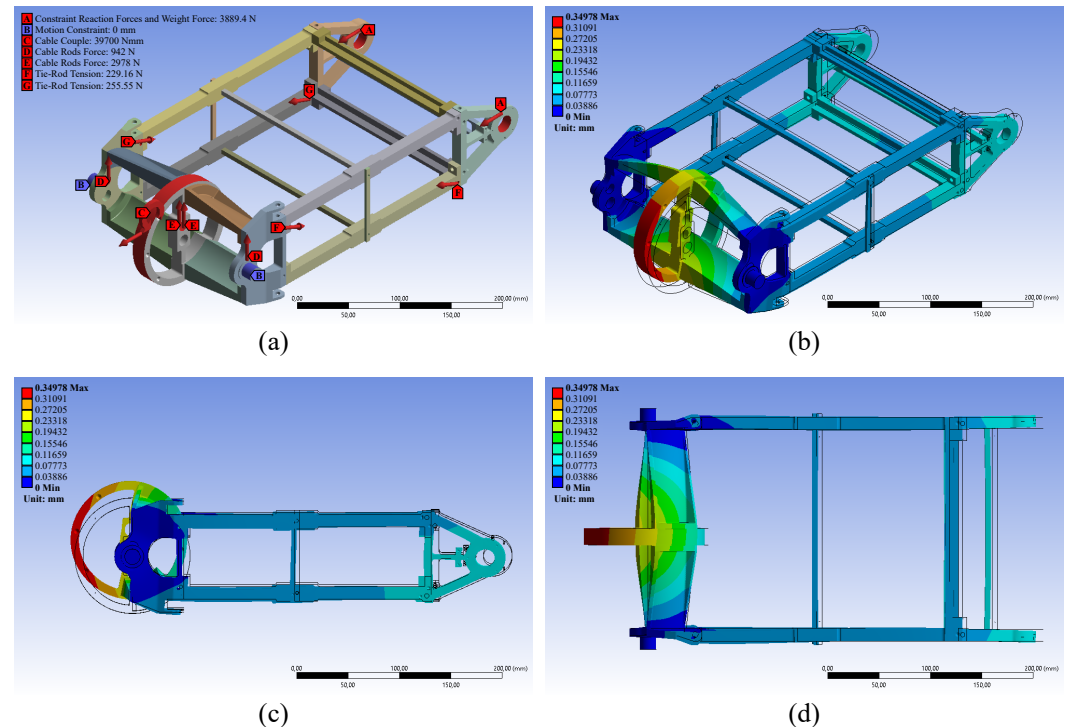 A Constraint Reaction Forces and Weight Force: 3889.4 N
B Motion Constraint: 0 mm
C Cable Couple: 39700 Nmm
D Cable Rods Force: 942 N
E Cable Rods Force: 2978 N
F Tie-Rod Tension: 229.16 N
G Tie-Rod Tension: 255.55 N
A
A
G
G
B
D
C
E
E
F
F
D
B
0,00 100,00 200,00 (mm)
50,00 150,00
(a)
0.34978 Max
0.31091
0.27205
0.23318
0.19432
0.15546
0.11659
0.07773
0.03886
0 Min
Unit: mm
0,00 100,00 200,00 (mm)
50,00 150,00
(b)
0.34978 Max
0.31091
0.27205
0.23318
0.19432
0.15546
0.11659
0.07773
0.03886
0 Min
Unit: mm
0,00 100,00 200,00 (mm)
50,00 150,00
(c)
0.34978 Max
0.31091
0.27205
0.23318
0.19432
0.15546
0.11659
0.07773
0.03886
0 Min
Unit: mm
0,00 100,00 200,00 (mm)
50,00 150,00
(d)